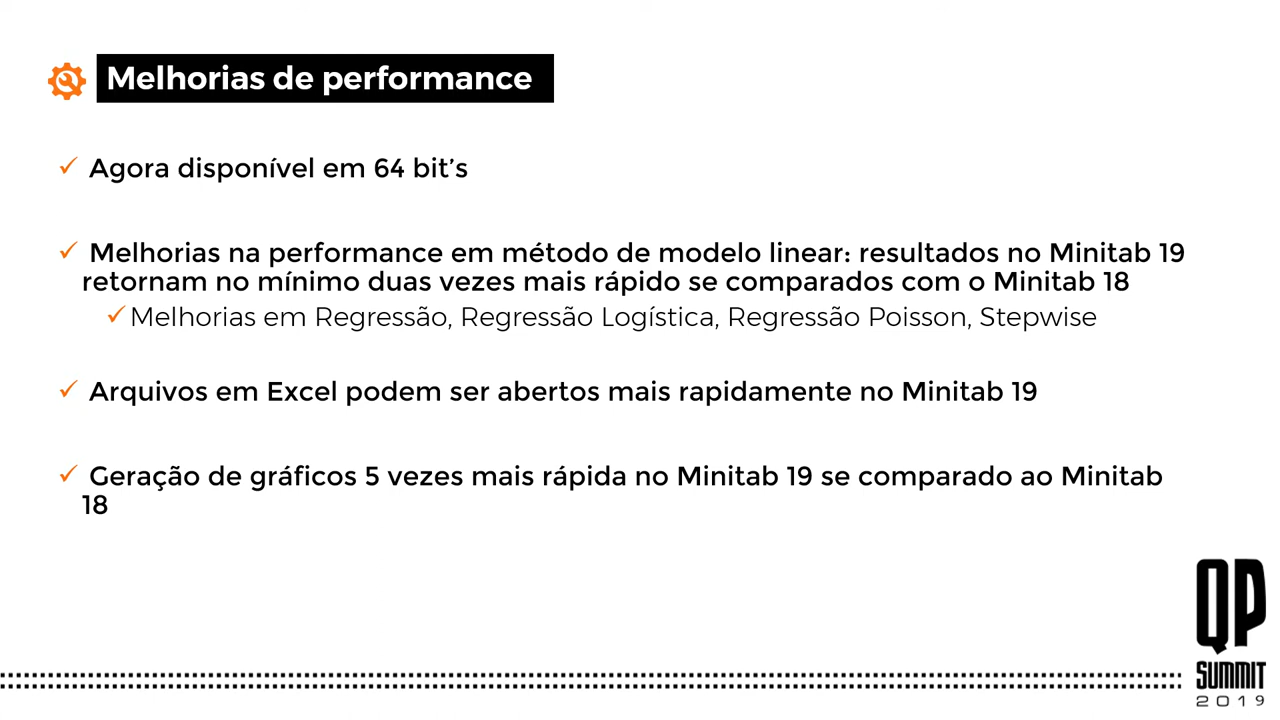 Melhorias de performance
Agora disponível em 64 bit’s
Melhorias na performance em método de modelo linear: resultados no Minitab 19
retornam no mínimo duas vezes mais rápido se comparados com o Minitab 18
Melhorias em Regressão, Regressão Logística, Regressão Poisson, Stepwise
Arquivos em Excel podem ser abertos mais rapidamente no Minitab 19
Geração de gráficos 5 vezes mais rápida no Minitab 19 se comparado ao Minitab
18
QP
SUMMIT
2019